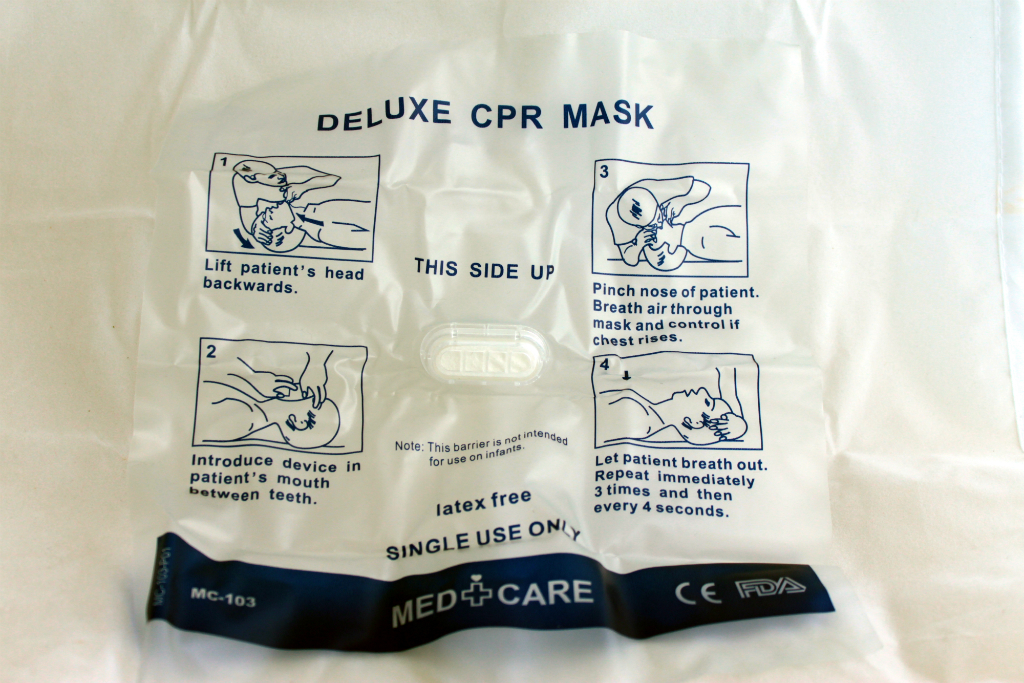 DELUXE CPR MASK
1
Lift patient's head
backwards.
2
Introduce device in
patient's mouth
between teeth.
THIS SIDE UP
Note: This barrier is not intended
for use on infants.
latex free
SINGLE USE ONLY
3
Pinch nose of patient.
Breath air through
mask and control if
chest rises.
4
Let patient breath out.
Repeat immediately
3 times and then
every 4 seconds.
MC-103
MED CARE
CE FDA